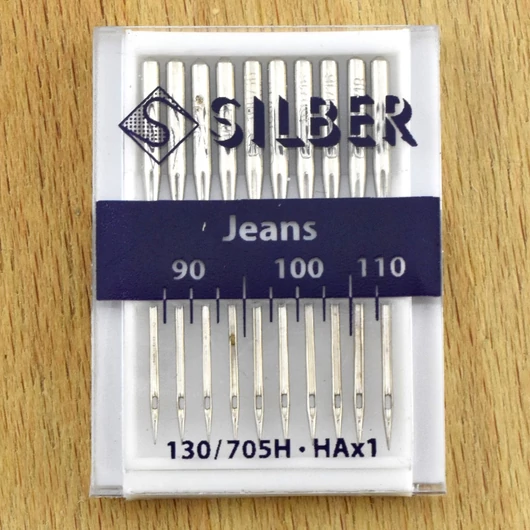 SILBER
Jeans
90 100 110
130/705H • HAx1